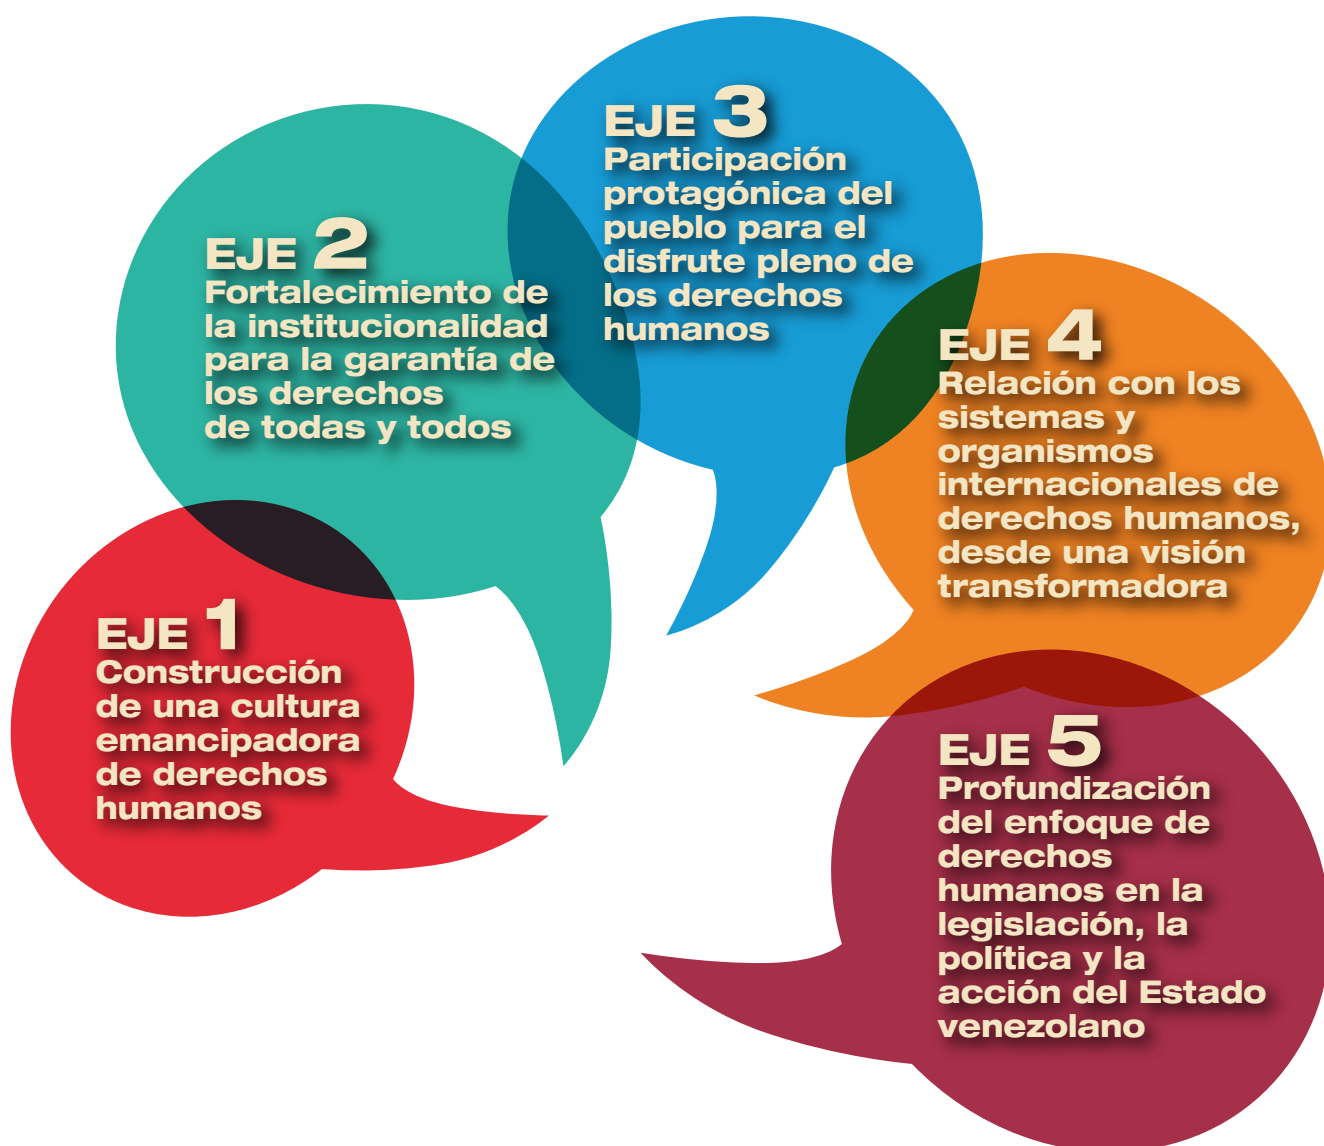 EJE 1
Construcción
de una cultura
emancipadora
de derechos
humanos
EJE 2
Fortalecimiento de
la institucionalidad
para la garantía de
los derechos
de todas y todos
EJE 3
Participación
protagónica del
pueblo para el
disfrute pleno de
los derechos
humanos
EJE 4
Relación con los
sistemas y
organismos
internacionales de
derechos humanos,
desde una visión
transformadora
EJE 5
Profundización
del enfoque de
derechos
humanos en la
legislación, la
política y la
acción del Estado
venezolano